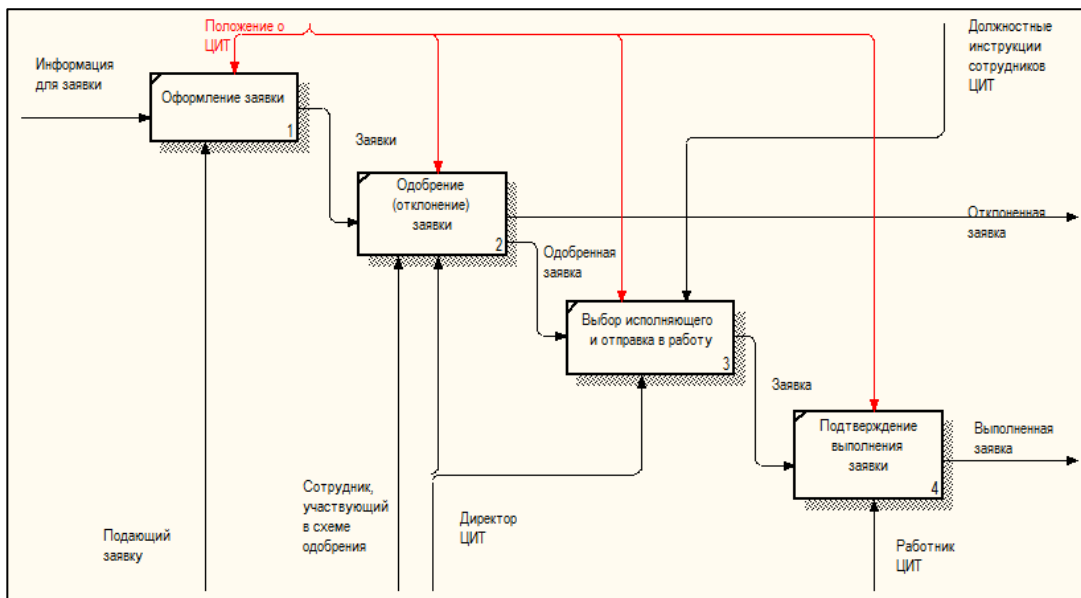 Положение о
ЦИТ
Должностные
инструкции
сотрудников
ЦИТ
Информация
для заявки
Оформление заявки
1
Заявки
Одобрение
(отклонение)
заявки
2
Отклоненная
заявка
Одобренная
заявка
Выбор исполняющего
и отправка в работу
3
Заявка
Подтверждение
выполнения
заявки
4
Выполненная
заявка
Сотрудник,
участвующий
в схеме
одобрения
Директор
ЦИТ
Подающий
заявку
Работник
ЦИТ